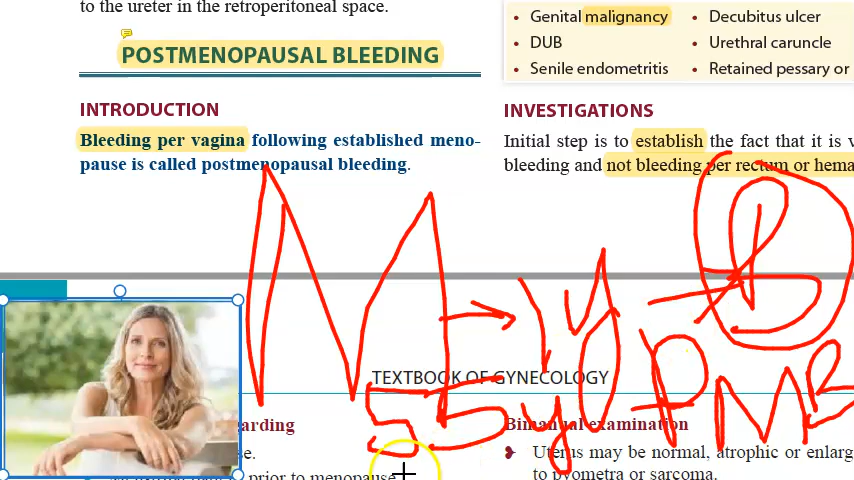 to the ureter in the retroperitoneal space.
POSTMENOPAUSAL BLEEDING
INTRODUCTION
Bleeding per vagina following established meno-
pause is called postmenopausal bleeding.
• Genital malignancy
• DUB
• Senile endometritis
• Decubitus ulcer
• Urethral caruncle
• Retained pessary or
INVESTIGATIONS
Initial step is to establish the fact that it is
bleeding and not bleeding per rectum or hema
TEXTBOOK OF GYNECOLOGY
arding
prior to menopause
Bimanual examination
Uterus may be normal, atrophic or enlarg
to pyometra or sarcoma.
M
B
55 y
PMB